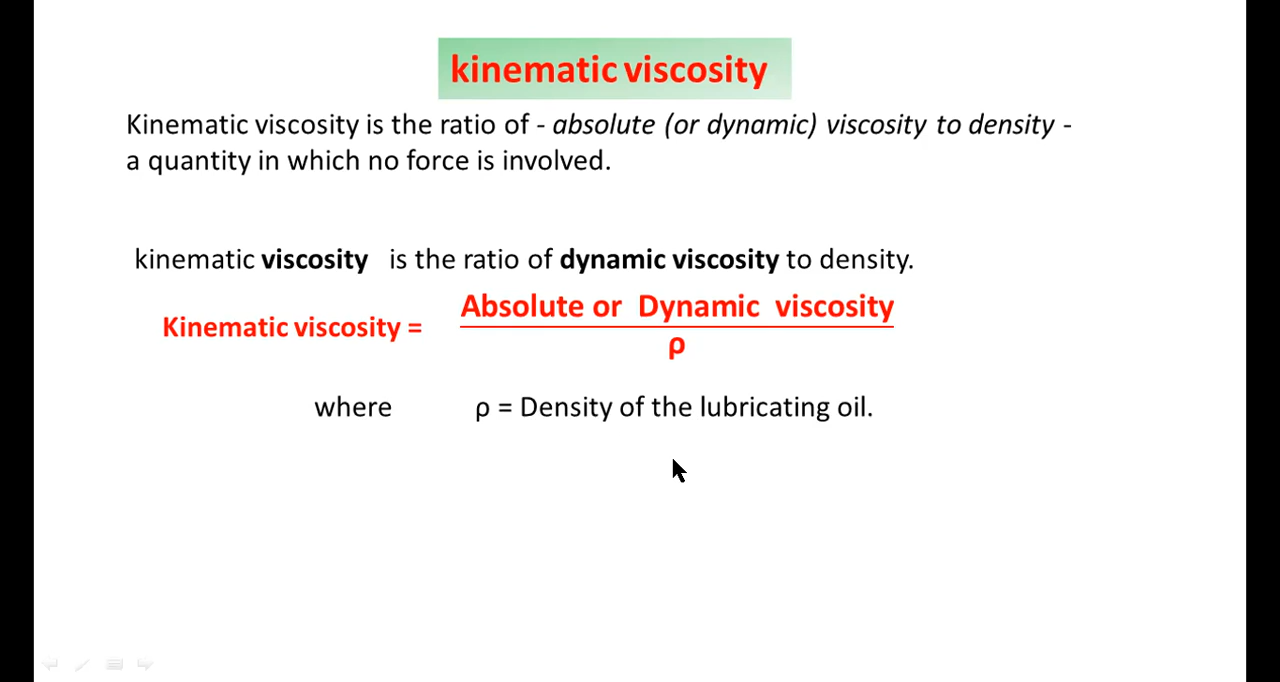 kinematic viscosity
Kinematic viscosity is the ratio of - absolute (or dynamic) viscosity to density -
a quantity in which no force is involved.
kinematic viscosity is the ratio of dynamic viscosity to density.
Absolute or Dynamic viscosity
Kinematic viscosity =
ρ
where ρ = Density of the lubricating oil.